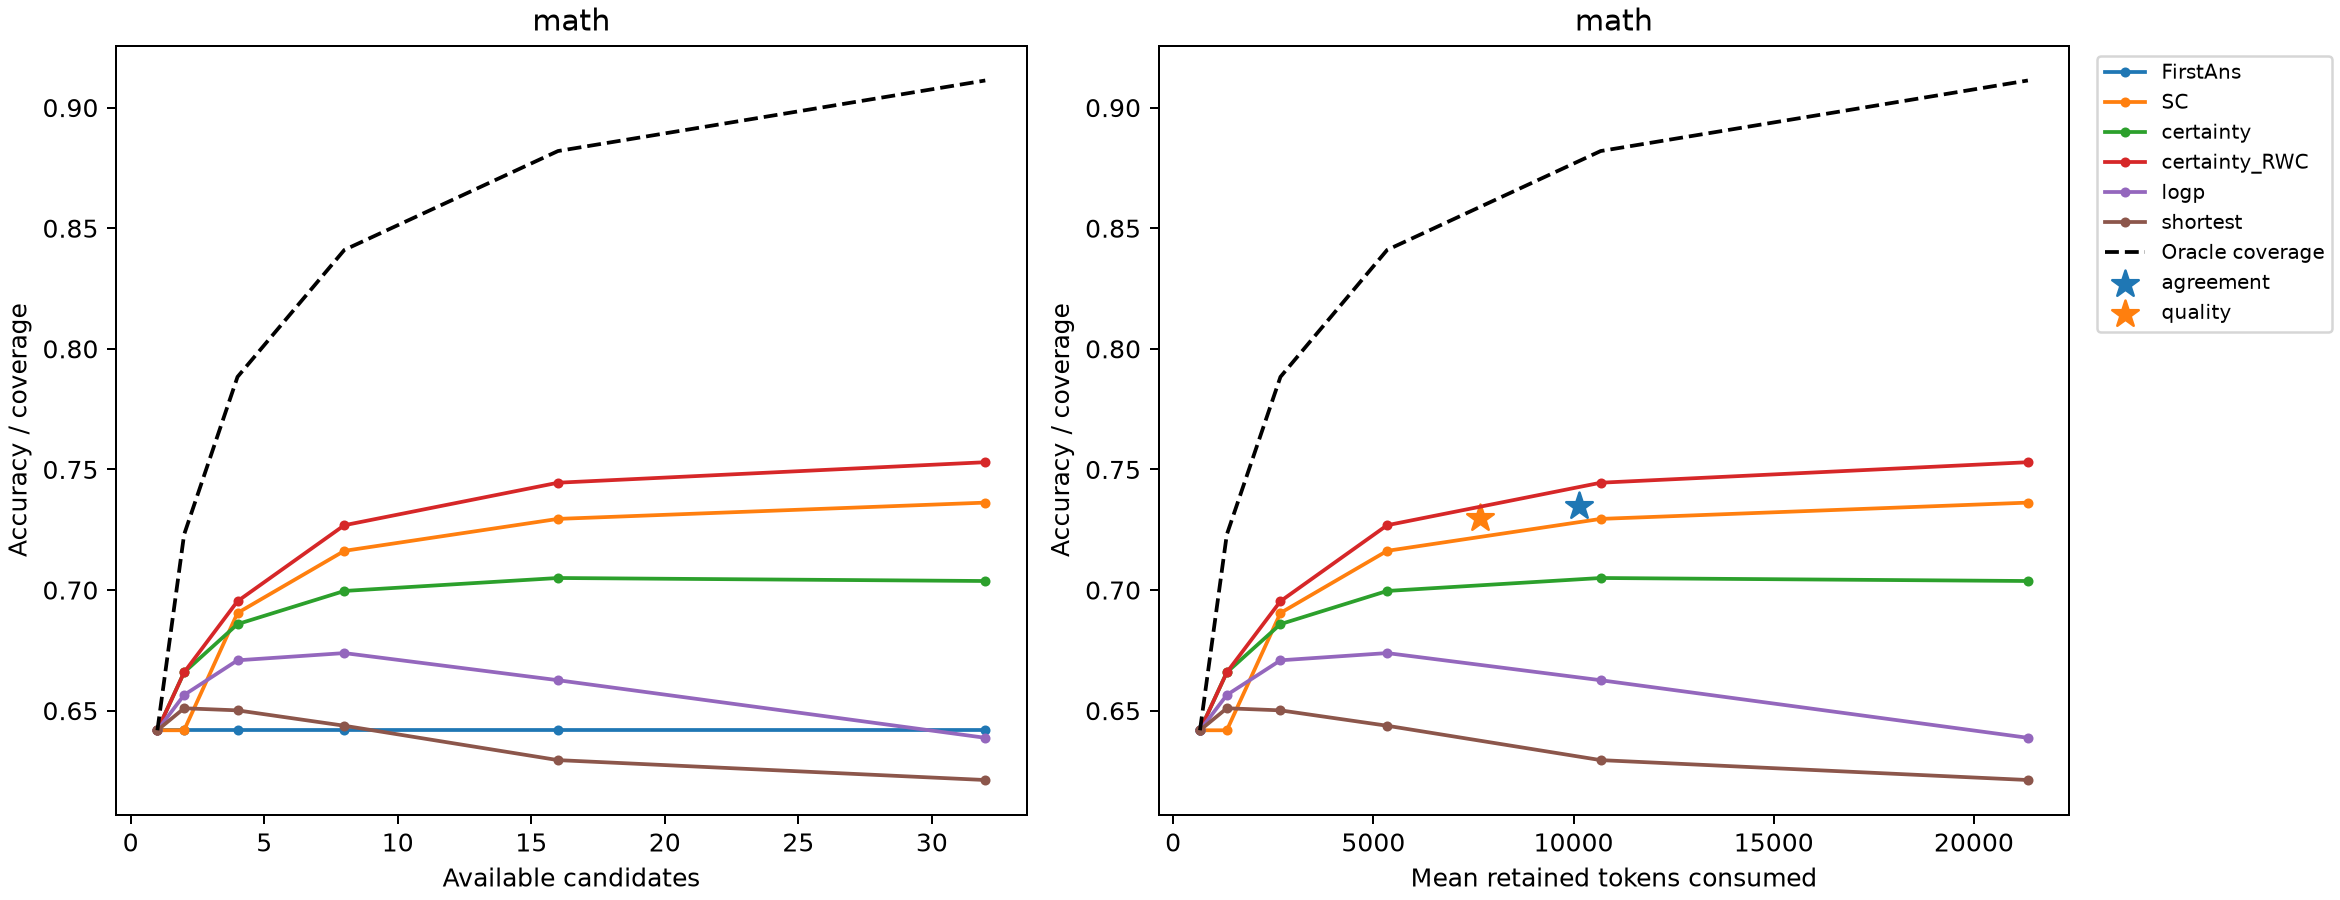 math
Accuracy / coverage
0.90
0.85
0.80
0.75
0.70
0.65
0
5
10
15
20
25
30
Available candidates
math
Accuracy / coverage
0.90
0.85
0.80
0.75
0.70
0.65
0
5000
10000
15000
20000
Mean retained tokens consumed
FirstAns
SC
certainty
certainty_RWC
logp
shortest
Oracle coverage
agreement
quality